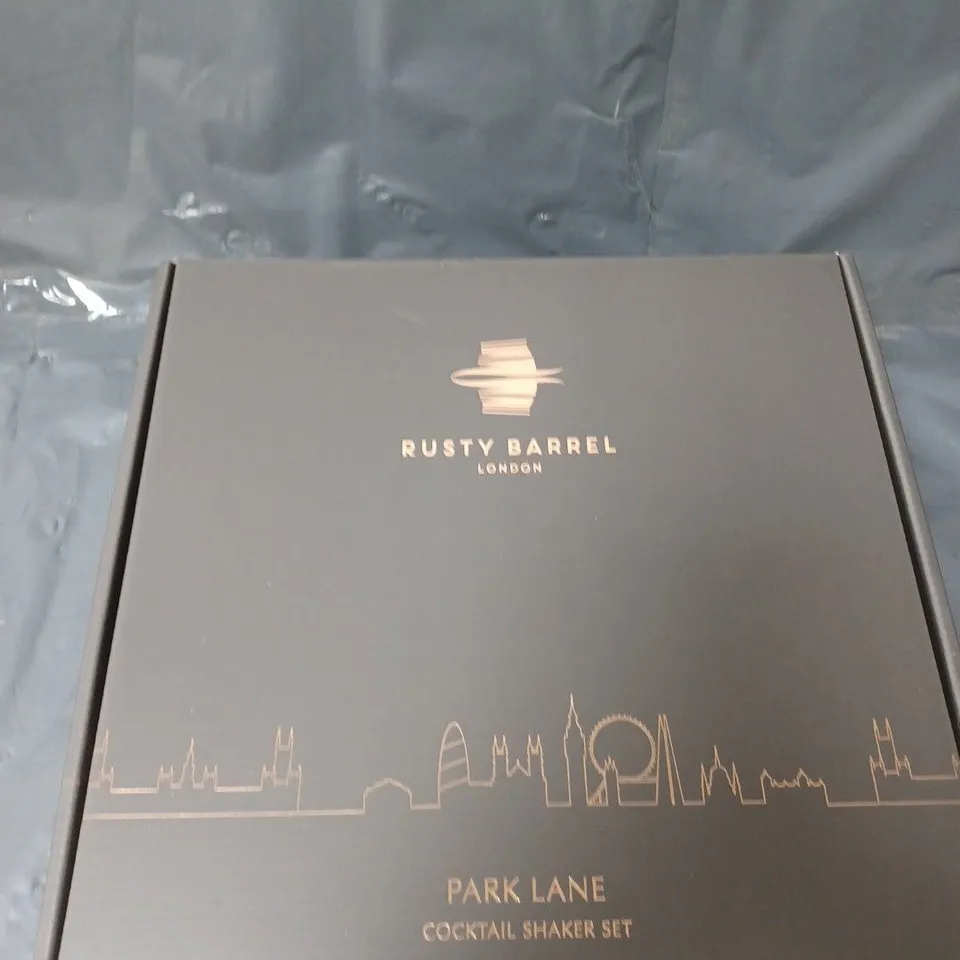 RUSTY BARREL
LONDON
PARK LANE
COCKTAIL SHAKER SET